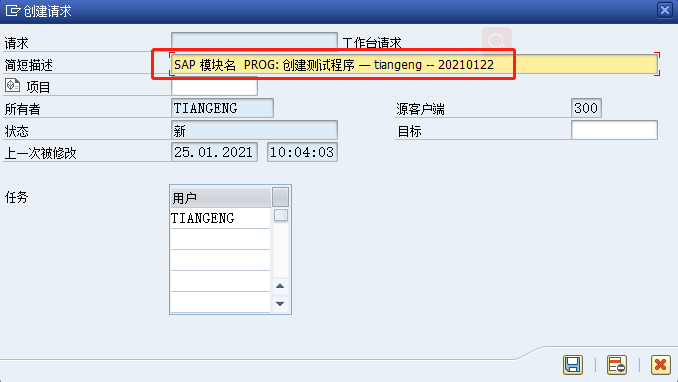 创建请求
请求 工作台请求
简短描述 SAP 模块名 PROG: 创建测试程序 — tiangeng -- 20210122
项目
所有者 TIANGENG 源客户端 300
状态 新 目标
上一次被修改 25.01.2021 10:04:03
任务 用户
TIANGENG